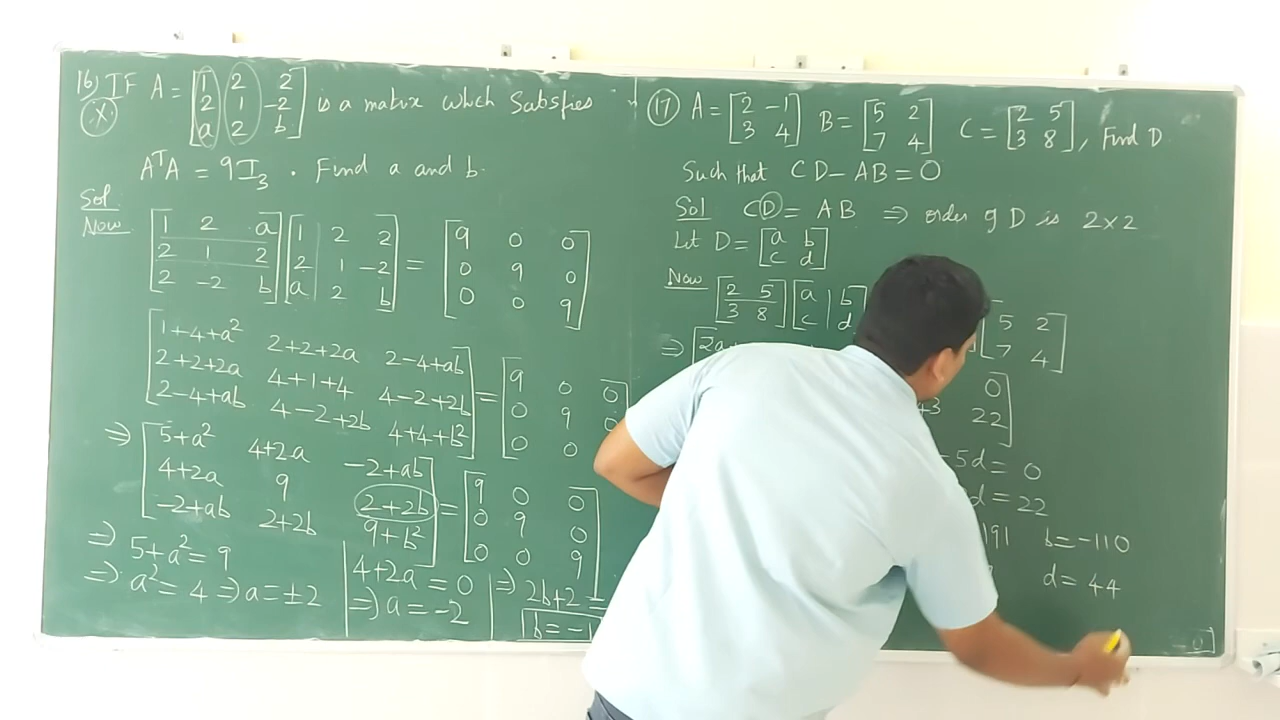 16) IF A = [1 2 2
2 1 -2
a 2 b] is a matrix which Satisfies
(X)
AᵀA = 9I₃. Find a and b.
Sol
Now [1 2 a
2 1 2
2 -2 b] [1 2 2
2 1 -2
a 2 b] = [9 0 0
0 9 0
0 0 9]
[1+4+a² 2+2+2a 2-4+ab
2+2+2a 4+1+4 4-2+2b
2-4+ab 4-2+2b 4+4+b²] = [9 0 0
0 9 0
0 0
⇒ [5+a² 4+2a -2+ab
4+2a 9 2+2b
-2+ab 2+2b 9+b²] = [9 0 0
0 9 0
0 0 9]
⇒ 5+a² = 9
⇒ a² = 4 ⇒ a = ±2
4+2a = 0
⇒ a = -2
⇒ 2b+2 =
b = -1
17) A = [2 -1
3 4] B = [5 2
7 4] C = [2 5
3 8], Find D
Such that CD - AB = 0
Sol CD = AB ⇒ order of D is 2×2
Let D = [a b
c d]
Now [2 5
3 8] [a b
c d] [5 2
7 4]
⇒ [2a+
0
43 22]
5d = 0
d = 22
191 b = -110
d = 44
0]